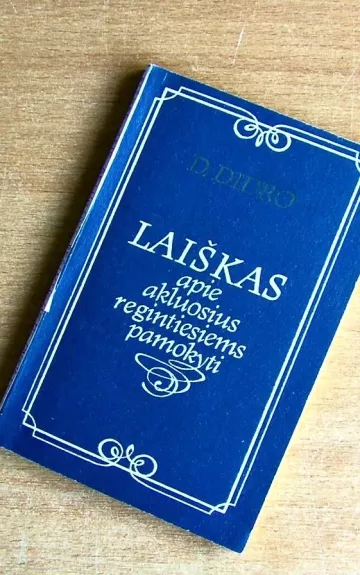 D. DIDRO
LAIŠKAS
apie
akluosius
regintiesiems
pamokyti